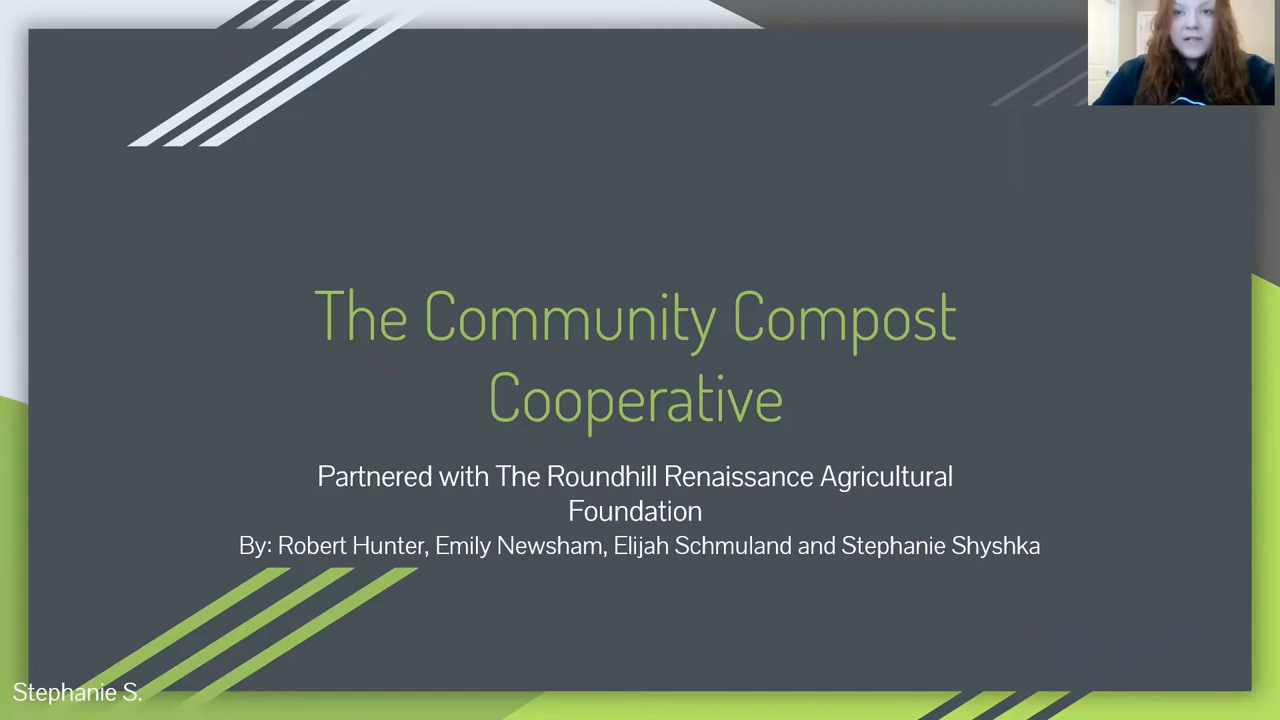 The Community Compost
Cooperative
Partnered with The Roundhill Renaissance Agricultural
Foundation
By: Robert Hunter, Emily Newsham, Elijah Schmuland and Stephanie Shyshka
Stephanie S.